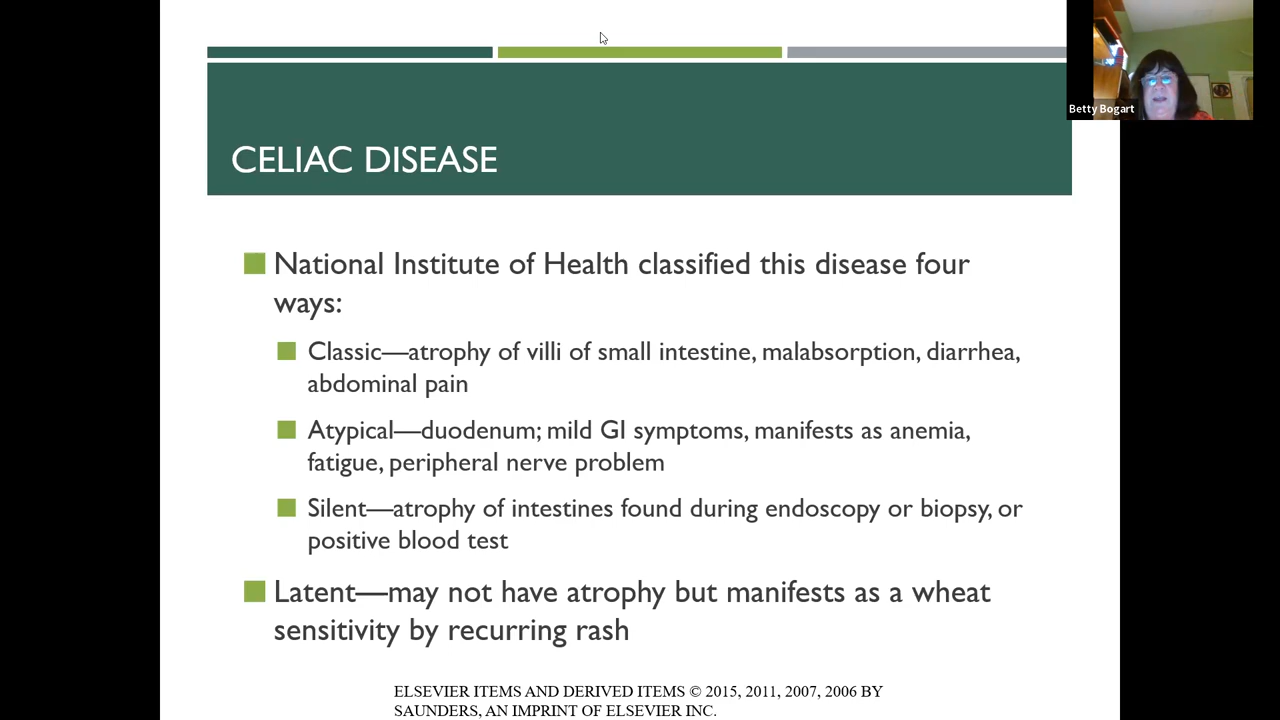 Betty Bogart
CELIAC DISEASE
National Institute of Health classified this disease four
ways:
Classic—atrophy of villi of small intestine, malabsorption, diarrhea,
abdominal pain
Atypical—duodenum; mild GI symptoms, manifests as anemia,
fatigue, peripheral nerve problem
Silent—atrophy of intestines found during endoscopy or biopsy, or
positive blood test
Latent—may not have atrophy but manifests as a wheat
sensitivity by recurring rash
ELSEVIER ITEMS AND DERIVED ITEMS © 2015, 2011, 2007, 2006 BY
SAUNDERS, AN IMPRINT OF ELSEVIER INC.